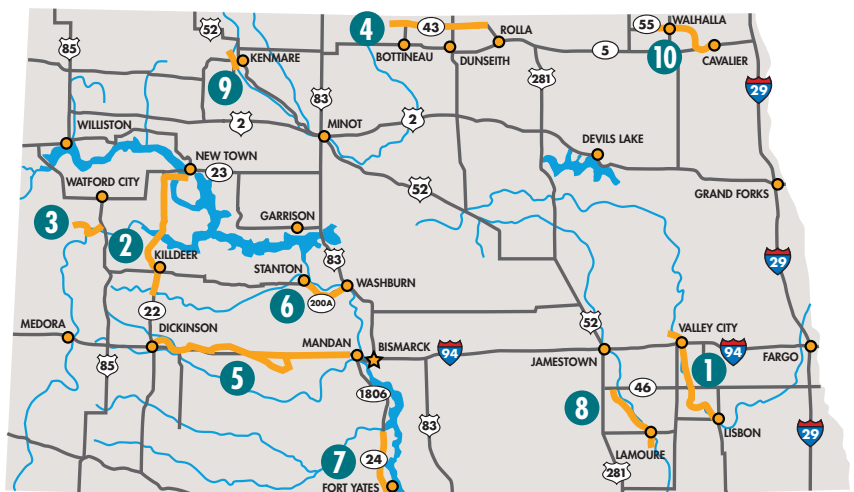 52
4
43
55
WALHALLA
85
ROLLA
5
10
KENMARE
BOTTINEAU
DUNSEITH
CAVALIER
9
281
29
83
2
2
WILLISTON
MINOT
DEVILS LAKE
NEW TOWN
23
52
WATFORD CITY
GRAND FORKS
3
2
GARRISON
83
29
KILLDEER
STANTON
WASHBURN
6
200A
22
52
MEDORA
DICKINSON
MANDAN
BISMARCK
94
VALLEY CITY
94
FARGO
85
5
JAMESTOWN
1
1806
46
8
83
LISBON
29
7
24
LAMOURE
281
FORT YATES